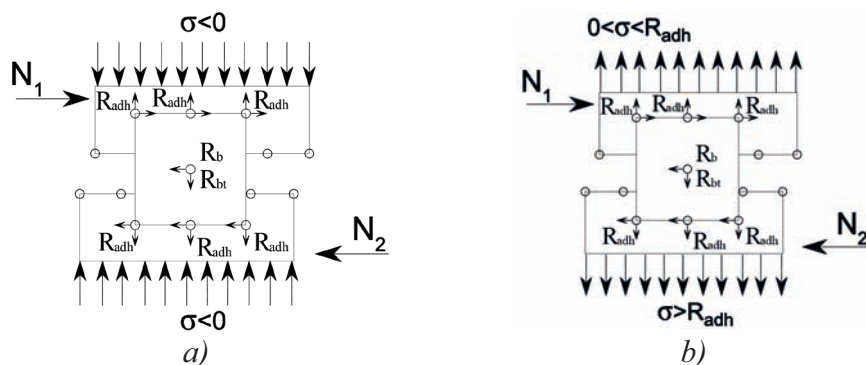 σ<0
N1
Radh Radh Radh
Rb
Rbt
Radh Radh Radh
N2
σ<0
a)
0<σ<Radh
N1
Radh Radh Radh
Rb
Rbt
Radh Radh Radh
N2
σ>Radh
b)